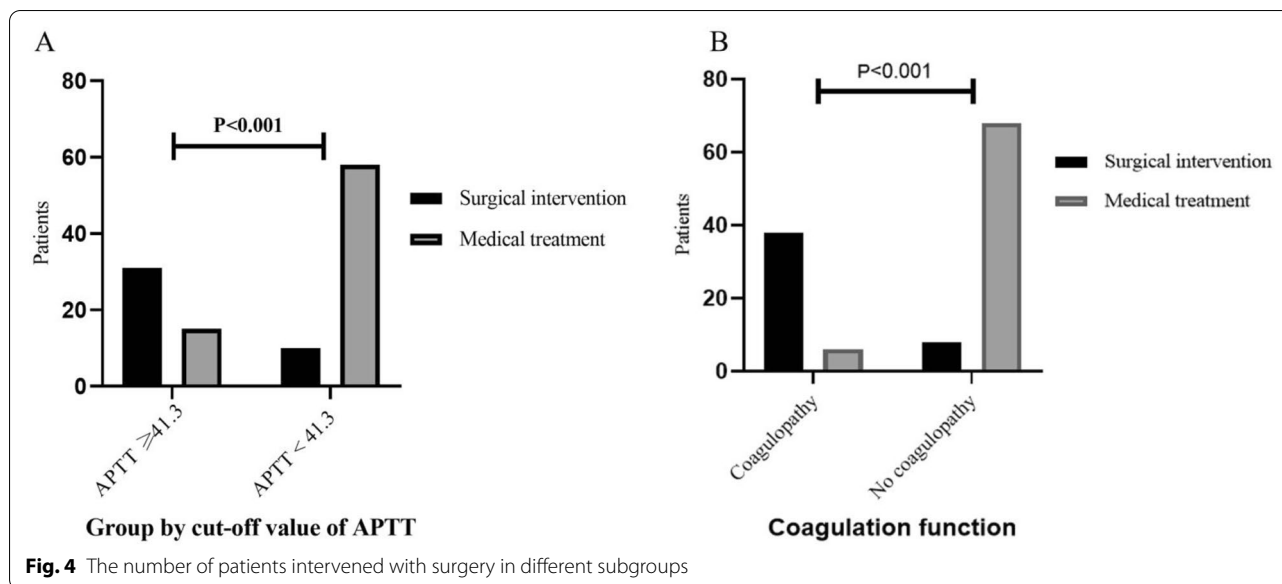 A
80
60
40
20
0
Patients
P<0.001
Surgical intervention
Medical treatment
APTT ≥41.3
APTT < 41.3
Group by cut-off value of APTT
B
80
60
40
20
0
Patients
P<0.001
Surgical intervention
Medical treatment
Coagulopathy
No coagulopathy
Coagulation function
Fig. 4 The number of patients intervened with surgery in different subgroups